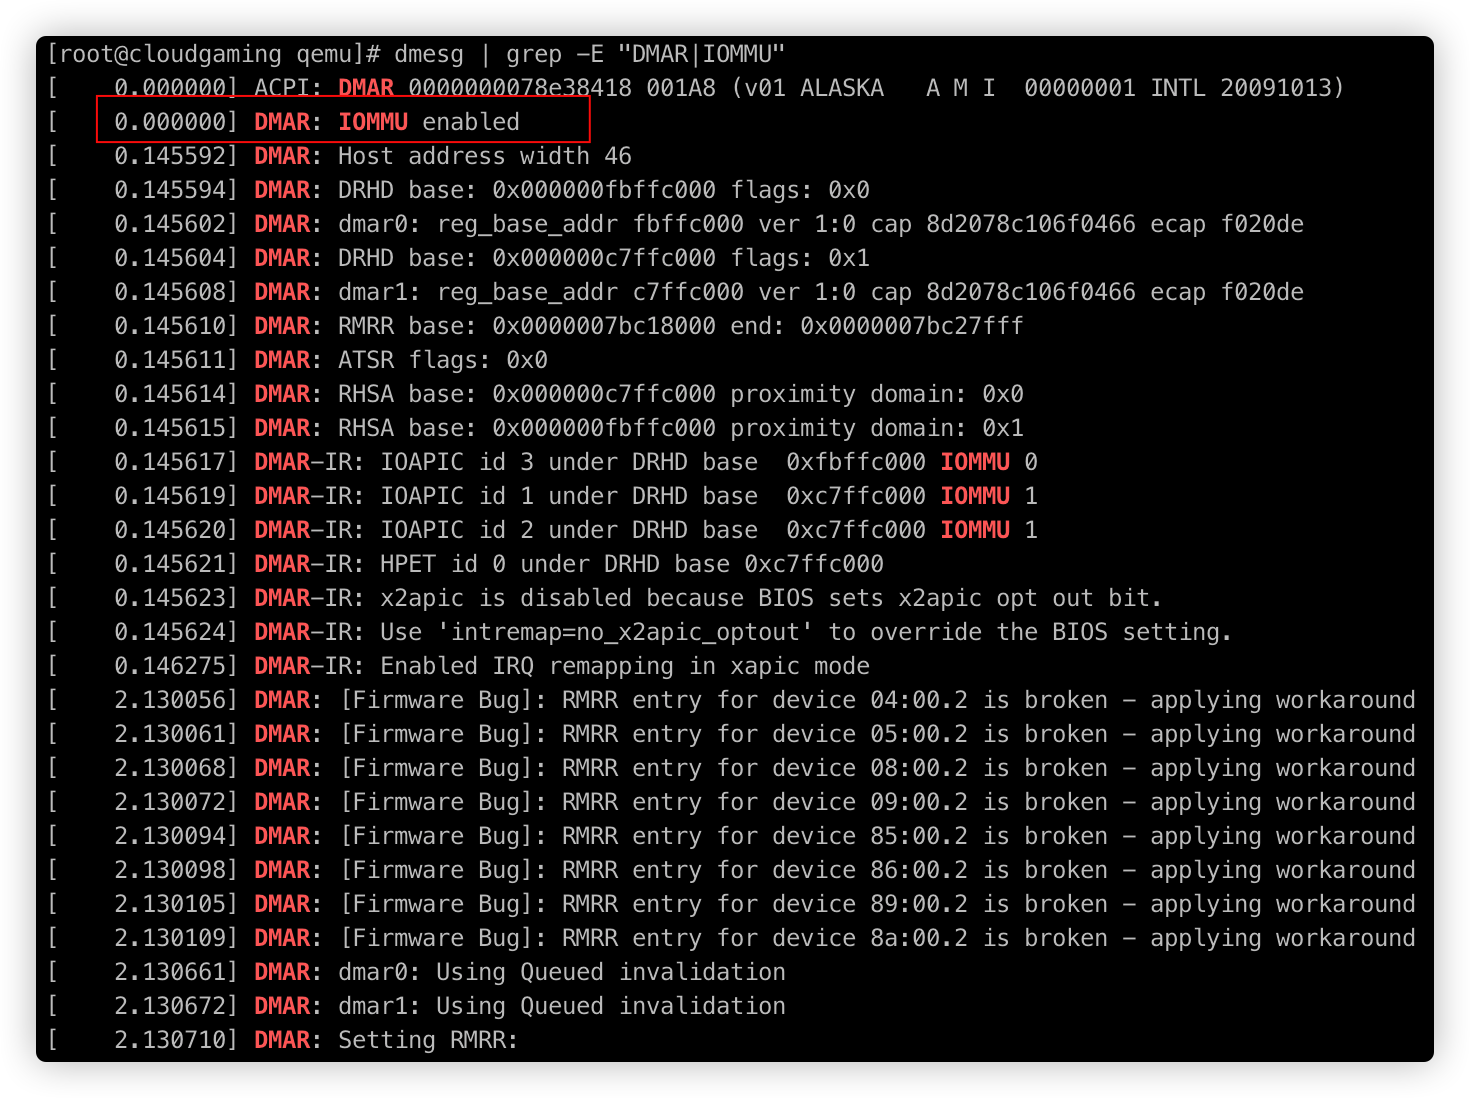 [root@cloudgaming qemu]# dmesg | grep -E "DMAR|IOMMU"
[    0.000000] ACPI: DMAR 0000000078e38418 001A8 (v01 ALASKA   A M I  00000001 INTL 20091013)
[    0.000000] DMAR: IOMMU enabled
[    0.145592] DMAR: Host address width 46
[    0.145594] DMAR: DRHD base: 0x000000fbffc000 flags: 0x0
[    0.145602] DMAR: dmar0: reg_base_addr fbffc000 ver 1:0 cap 8d2078c106f0466 ecap f020de
[    0.145604] DMAR: DRHD base: 0x000000c7ffc000 flags: 0x1
[    0.145608] DMAR: dmar1: reg_base_addr c7ffc000 ver 1:0 cap 8d2078c106f0466 ecap f020de
[    0.145610] DMAR: RMRR base: 0x0000007bc18000 end: 0x0000007bc27fff
[    0.145611] DMAR: ATSR flags: 0x0
[    0.145614] DMAR: RHSA base: 0x000000c7ffc000 proximity domain: 0x0
[    0.145615] DMAR: RHSA base: 0x000000fbffc000 proximity domain: 0x1
[    0.145617] DMAR-IR: IOAPIC id 3 under DRHD base  0xfbffc000 IOMMU 0
[    0.145619] DMAR-IR: IOAPIC id 1 under DRHD base  0xc7ffc000 IOMMU 1
[    0.145620] DMAR-IR: IOAPIC id 2 under DRHD base  0xc7ffc000 IOMMU 1
[    0.145621] DMAR-IR: HPET id 0 under DRHD base 0xc7ffc000
[    0.145623] DMAR-IR: x2apic is disabled because BIOS sets x2apic opt out bit.
[    0.145624] DMAR-IR: Use 'intremap=no_x2apic_optout' to override the BIOS setting.
[    0.146275] DMAR-IR: Enabled IRQ remapping in xapic mode
[    2.130056] DMAR: [Firmware Bug]: RMRR entry for device 04:00.2 is broken - applying workaround
[    2.130061] DMAR: [Firmware Bug]: RMRR entry for device 05:00.2 is broken - applying workaround
[    2.130068] DMAR: [Firmware Bug]: RMRR entry for device 08:00.2 is broken - applying workaround
[    2.130072] DMAR: [Firmware Bug]: RMRR entry for device 09:00.2 is broken - applying workaround
[    2.130094] DMAR: [Firmware Bug]: RMRR entry for device 85:00.2 is broken - applying workaround
[    2.130098] DMAR: [Firmware Bug]: RMRR entry for device 86:00.2 is broken - applying workaround
[    2.130105] DMAR: [Firmware Bug]: RMRR entry for device 89:00.2 is broken - applying workaround
[    2.130109] DMAR: [Firmware Bug]: RMRR entry for device 8a:00.2 is broken - applying workaround
[    2.130661] DMAR: dmar0: Using Queued invalidation
[    2.130672] DMAR: dmar1: Using Queued invalidation
[    2.130710] DMAR: Setting RMRR: